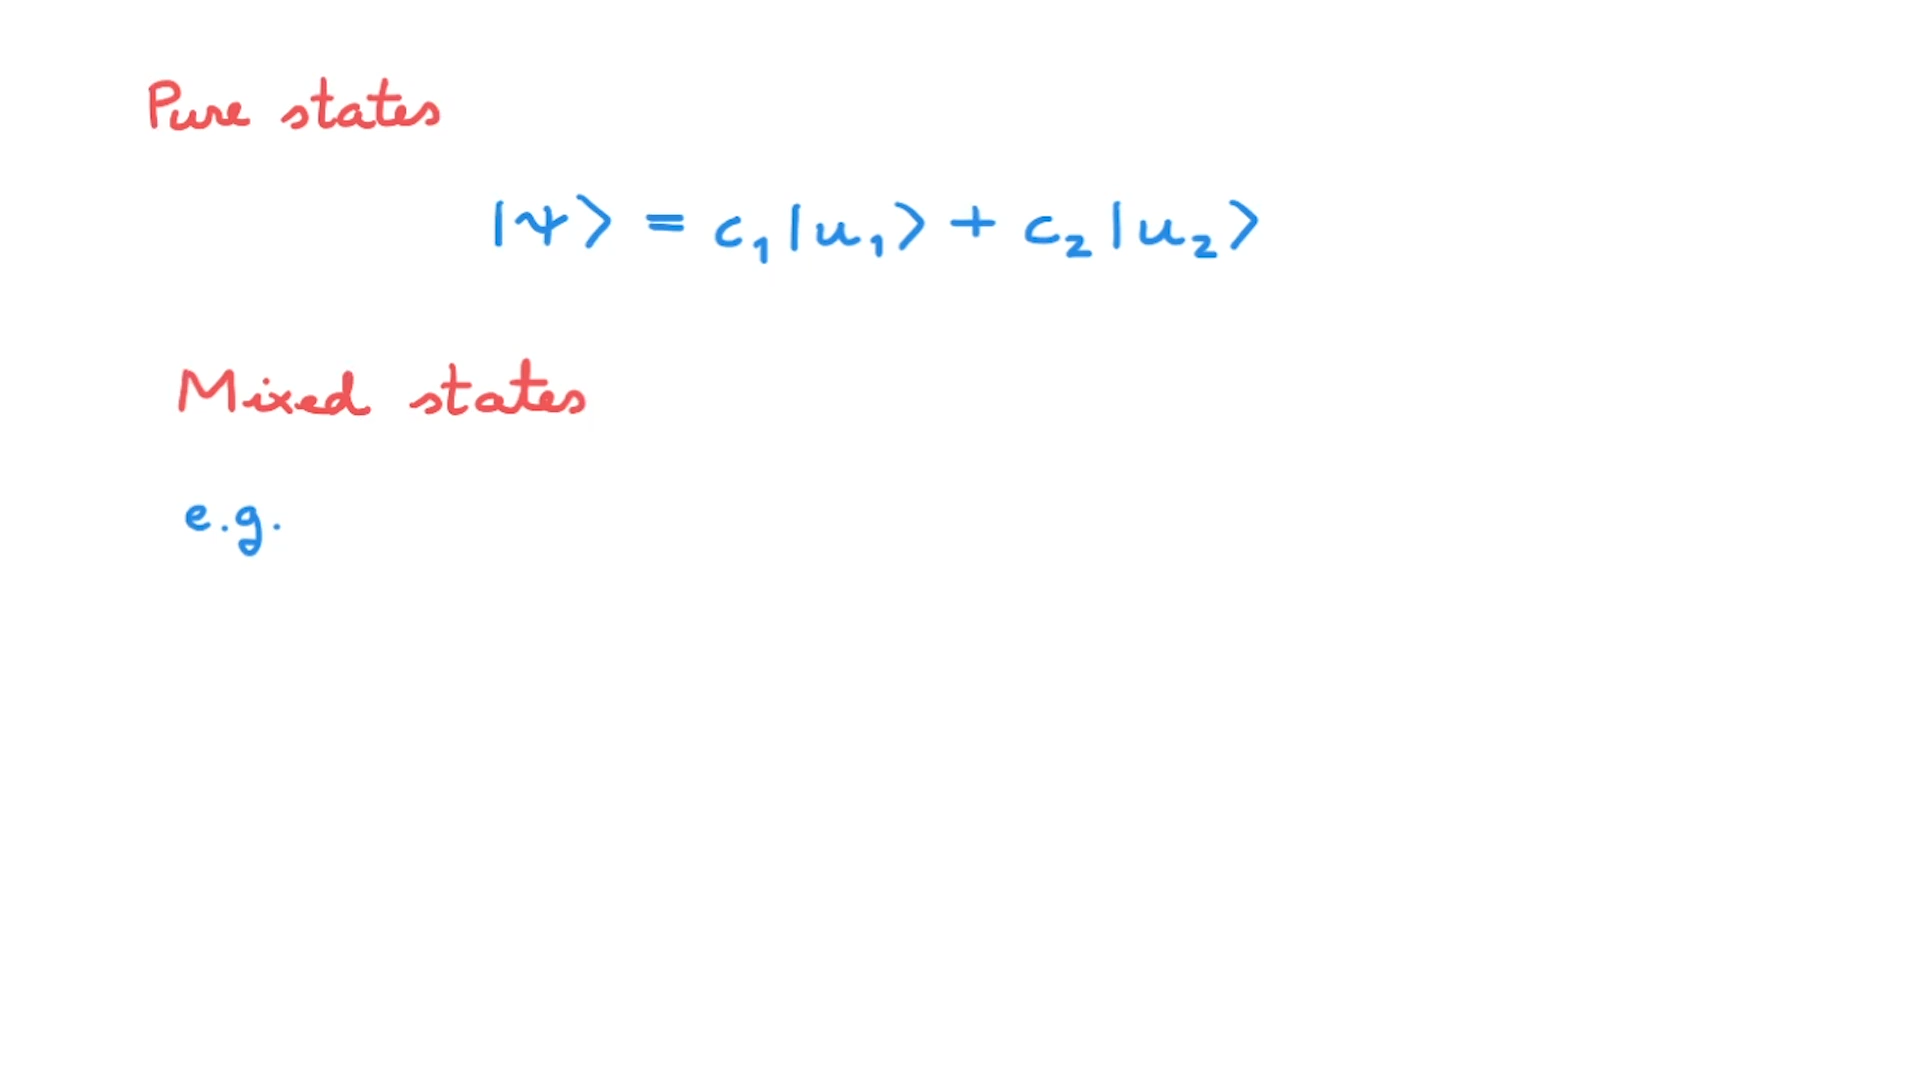 Pure states
|ψ⟩ = c₁|u₁⟩ + c₂|u₂⟩
Mixed states
e.g.